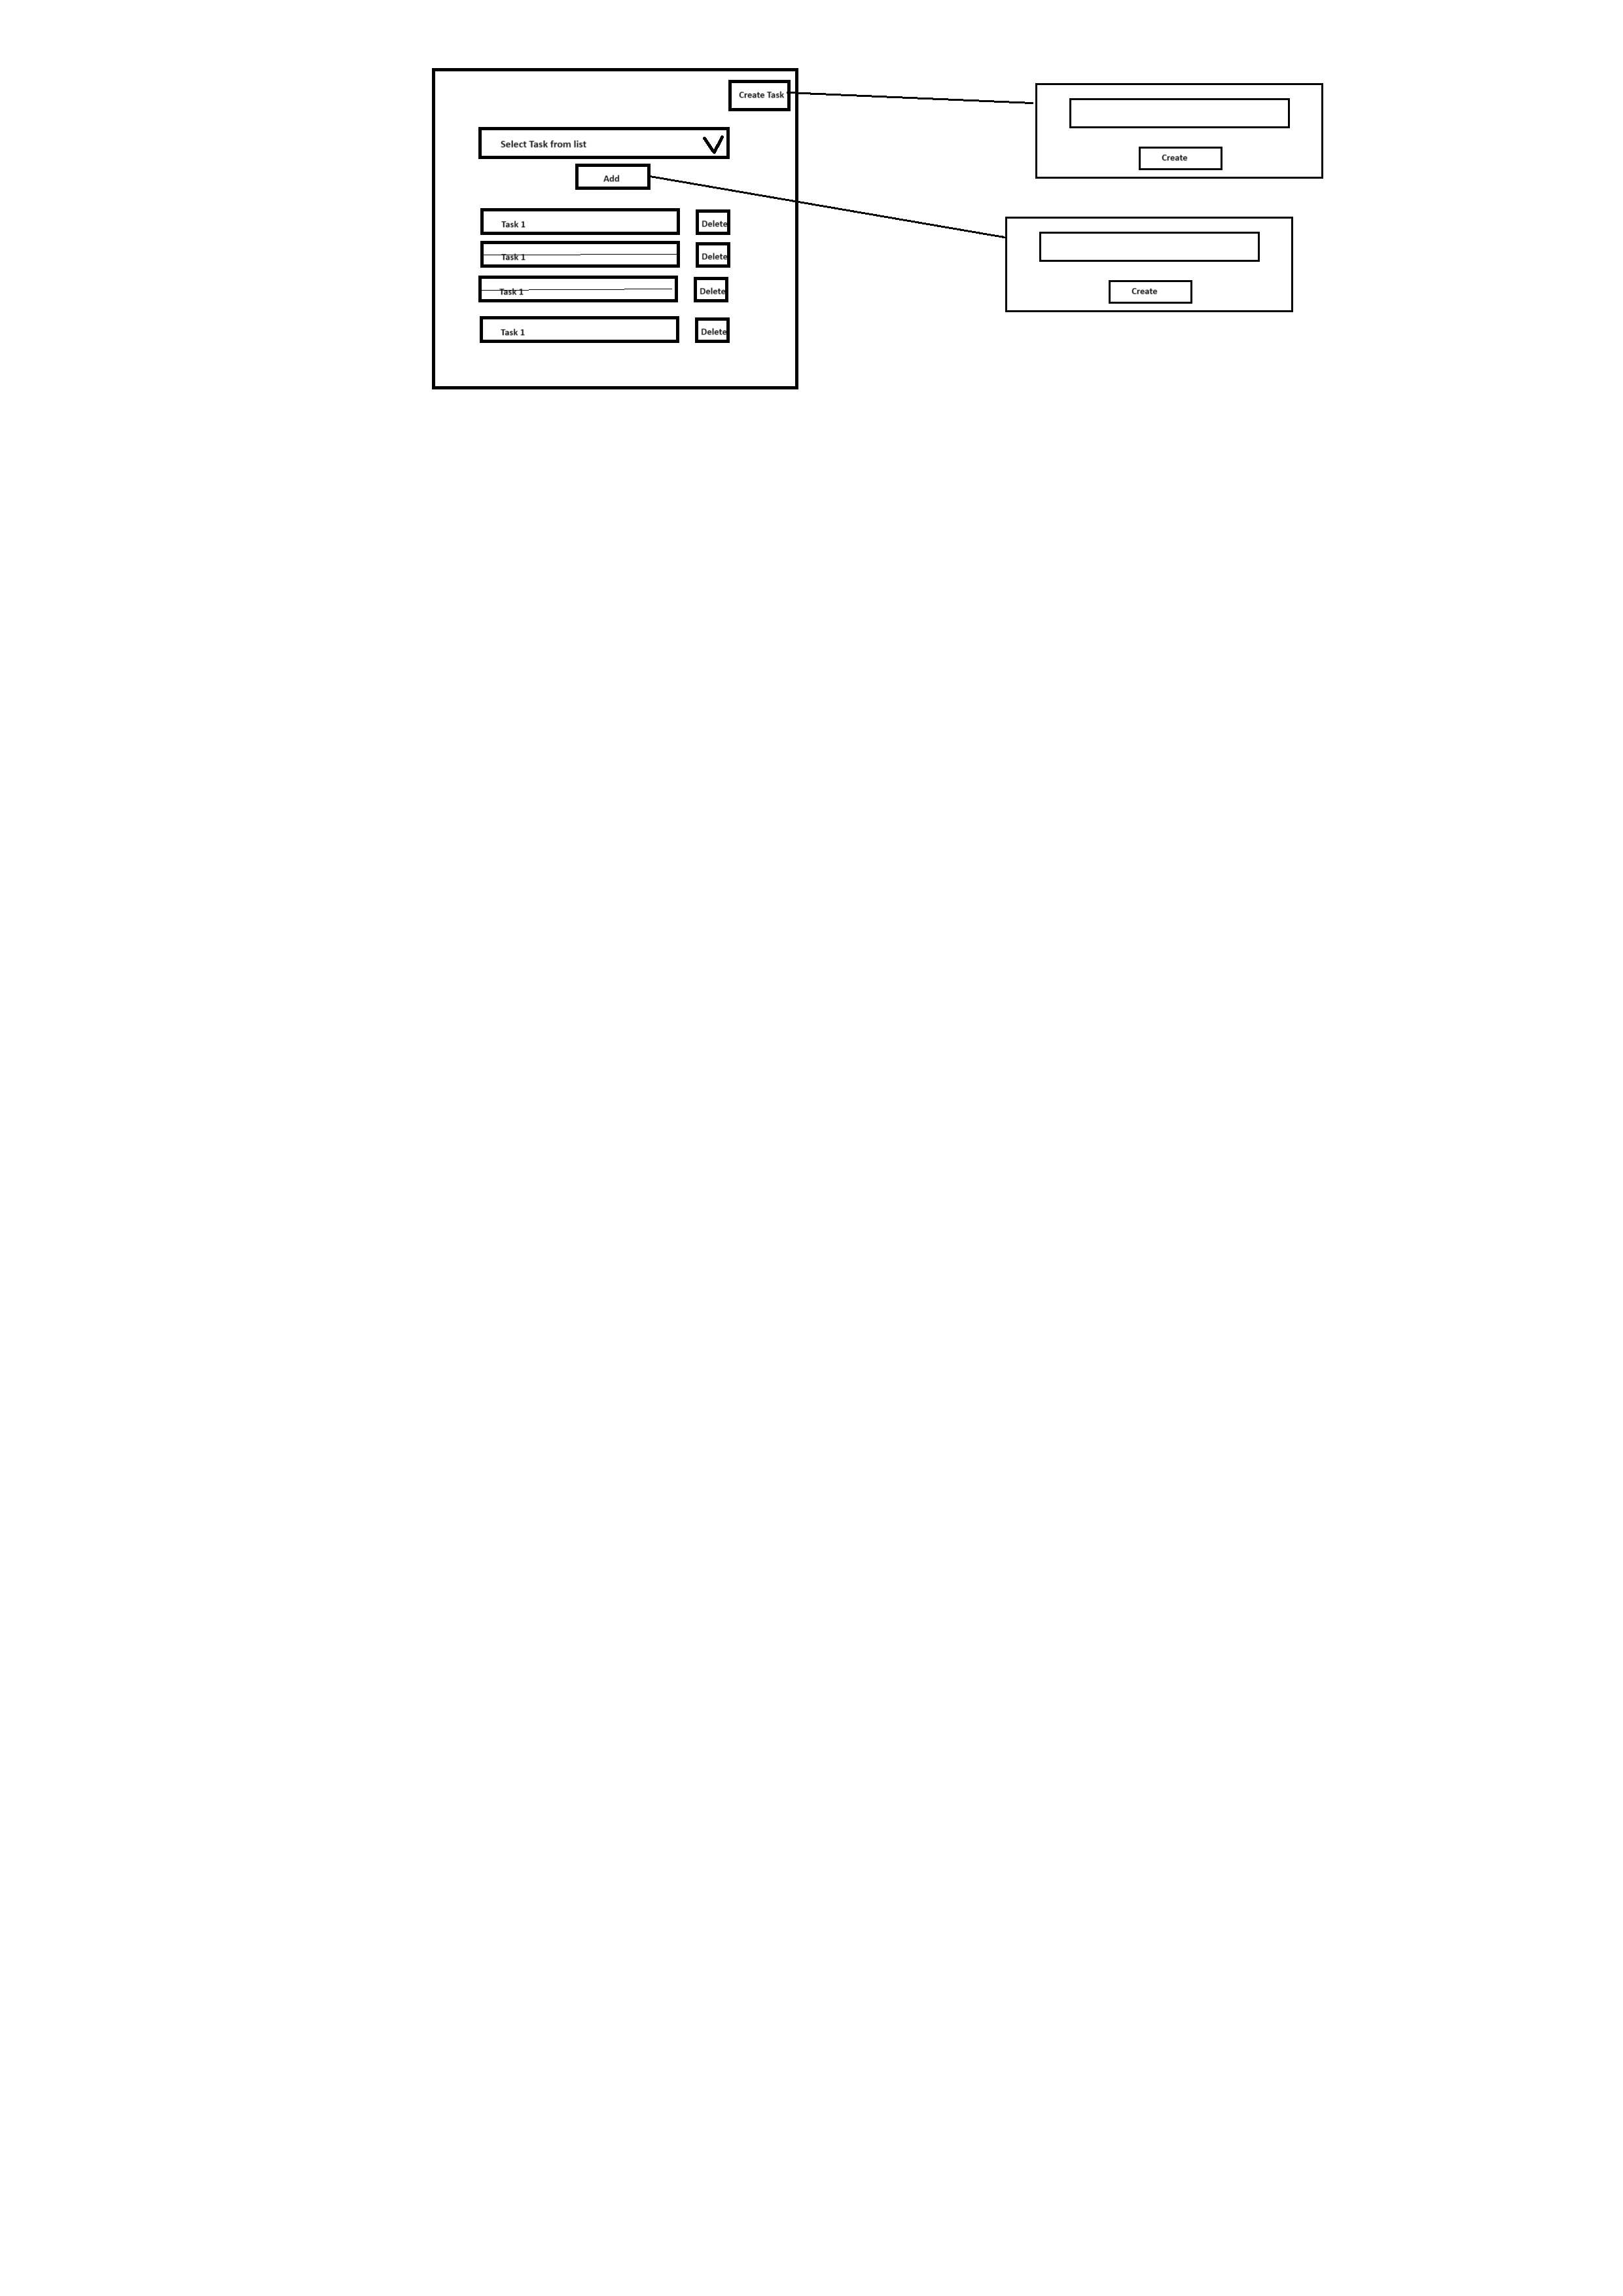 Create Task
Select Task from list
Add
Task 1
Delete
Task 1
Delete
Task 1
Delete
Task 1
Delete
Create
Create